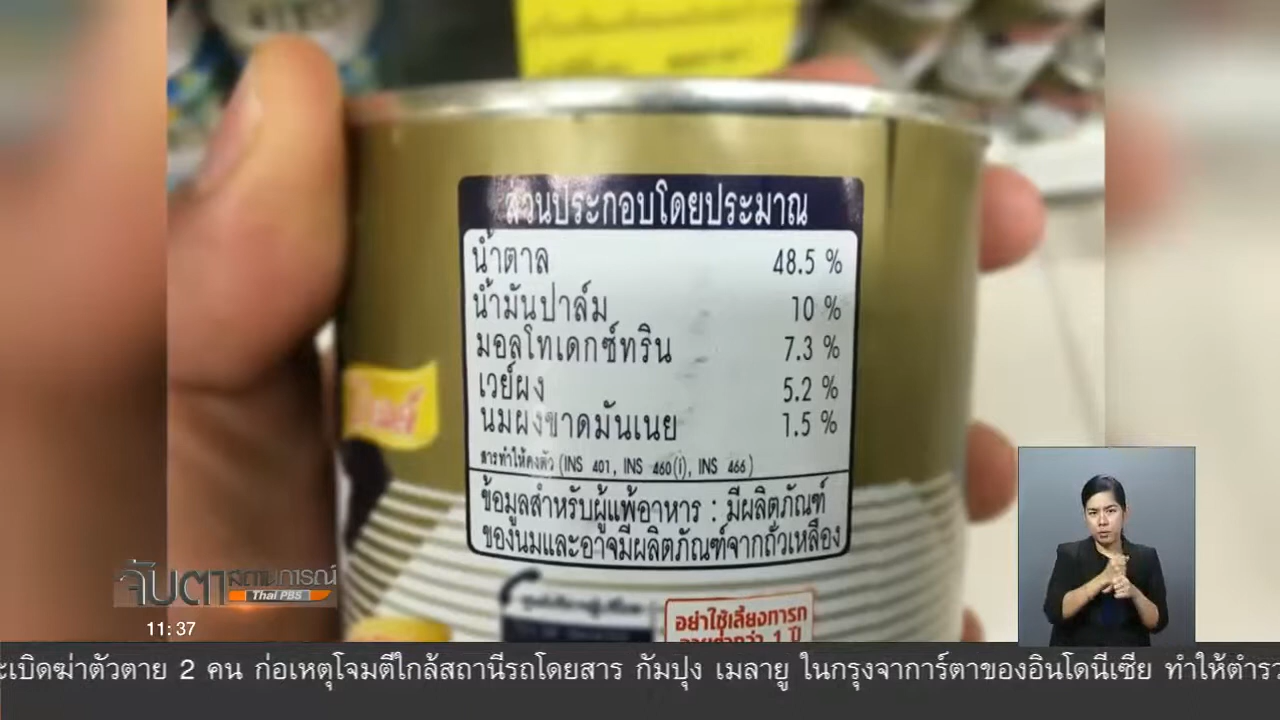 ส่วนประกอบโดยประมาณ
น้ำตาล 48.5 %
น้ำมันปาล์ม 10 %
มอลโทเดกซ์ทริน 7.3 %
เวย์ผง 5.2 %
นมผงขาดมันเนย 1.5 %
สารทำให้คงตัว (INS 401, INS 460(i), INS 466)
ข้อมูลสำหรับผู้แพ้อาหาร : มีผลิตภัณฑ์
ของนมและอาจมีผลิตภัณฑ์จากถั่วเหลือง
อย่าใช้เลี้ยงทารก
อายุต่ำกว่า 1 ปี
จับตาสถานการณ์
Thai PBS
11:37
ะเบิดฆ่าตัวตาย 2 คน ก่อเหตุโจมตีใกล้สถานีรถโดยสาร กัมปุง เมลายู ในกรุงจาการ์ตาของอินโดนีเซีย ทำให้ตำรว